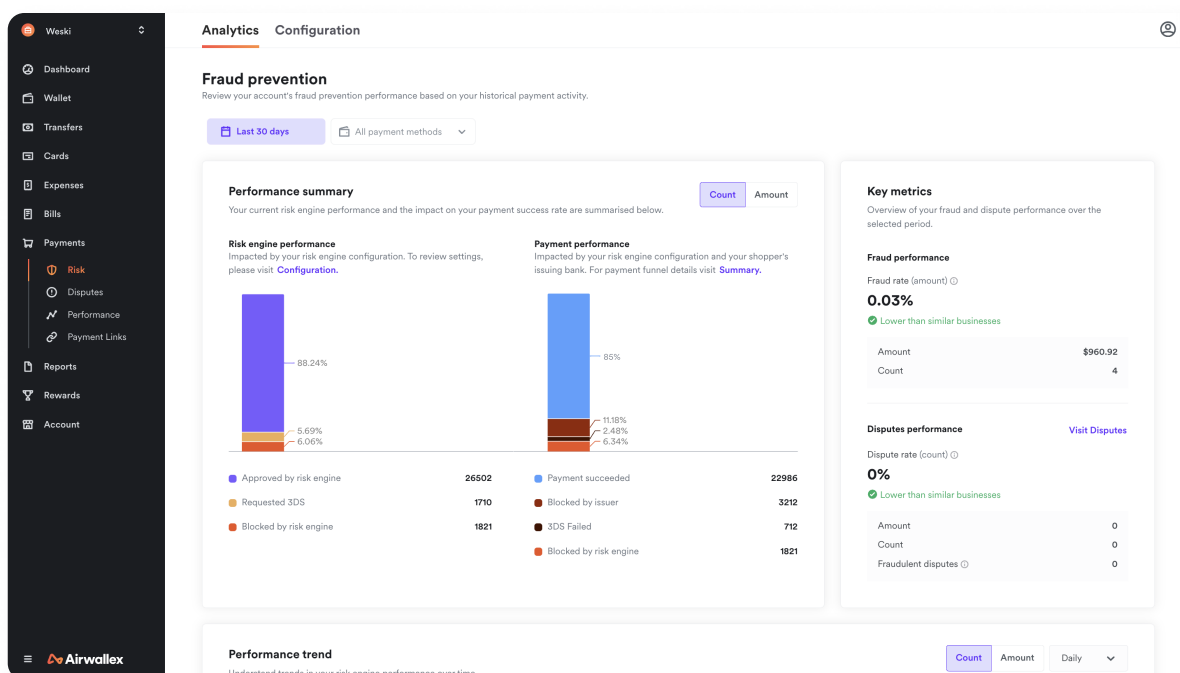 Weski
Dashboard
Wallet
Transfers
Cards
Expenses
Bills
Payments
Risk
Disputes
Performance
Payment Links
Reports
Rewards
Account
Airwallex
Analytics
Configuration
Fraud prevention
Review your account's fraud prevention performance based on your historical payment activity.
Last 30 days
All payment methods
Performance summary
Your current risk engine performance and the impact on your payment success rate are summarised below.
Count
Amount
Risk engine performance
Impacted by your risk engine configuration. To review settings,
please visit Configuration.
88.24%
5.69%
6.06%
Approved by risk engine 26502
Requested 3DS 1710
Blocked by risk engine 1821
Payment performance
Impacted by your risk engine configuration and your shopper's
issuing bank. For payment funnel details visit Summary.
85%
11.18%
2.48%
6.34%
Payment succeeded 22986
Blocked by issuer 3212
3DS Failed 712
Blocked by risk engine 1821
Key metrics
Overview of your fraud and dispute performance over the
selected period.
Fraud performance
Fraud rate (amount)
0.03%
Lower than similar businesses
Amount $960.92
Count 4
Disputes performance Visit Disputes
Dispute rate (count)
0%
Lower than similar businesses
Amount 0
Count 0
Fraudulent disputes 0
Performance trend
Count
Amount
Daily
Understand trends in your risk engine performance over time